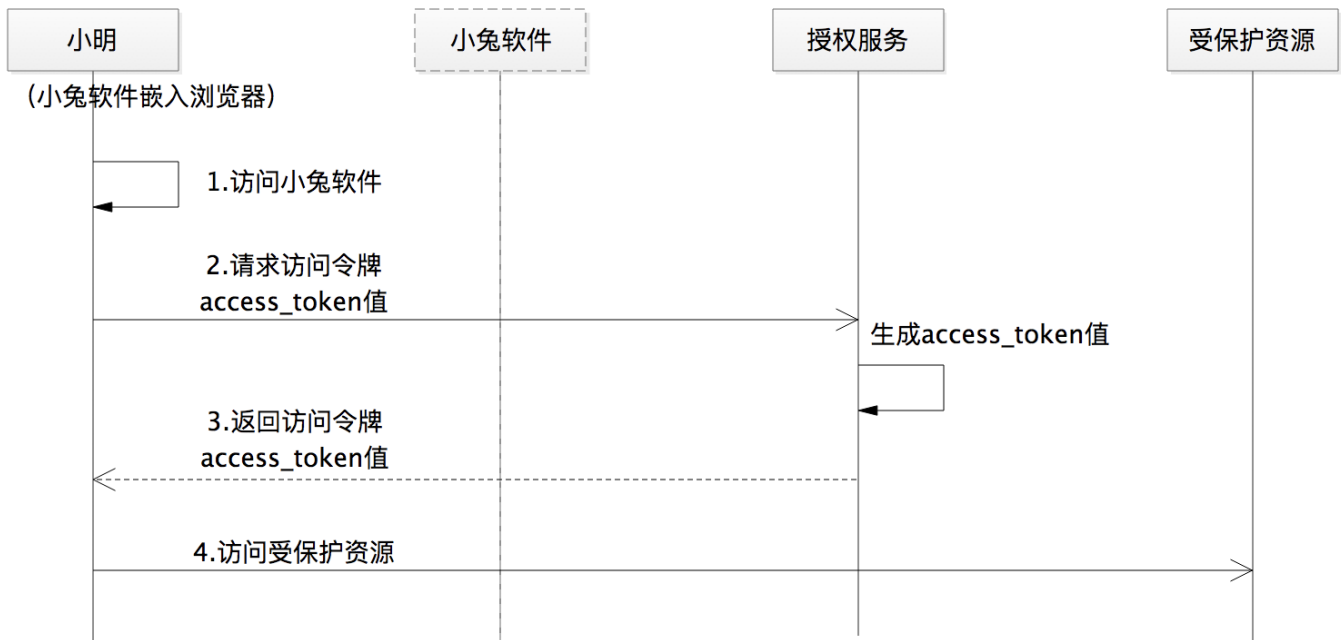 小明
小兔软件
授权服务
受保护资源
（小兔软件嵌入浏览器）
1.访问小兔软件
2.请求访问令牌
access_token值
生成access_token值
3.返回访问令牌
access_token值
4.访问受保护资源